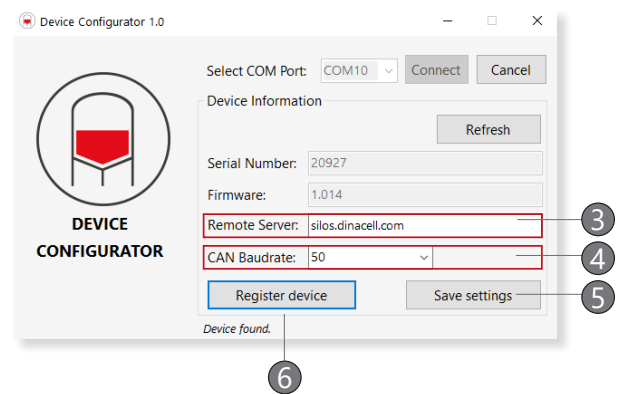 Device Configurator 1.0
Select COM Port: COM10 Connect Cancel
Device Information
Refresh
Serial Number: 20927
Firmware: 1.014
Remote Server: silos.dinacell.com 3
CAN Baudrate: 50 4
Register device Save settings 5
Device found.
DEVICE
CONFIGURATOR
6